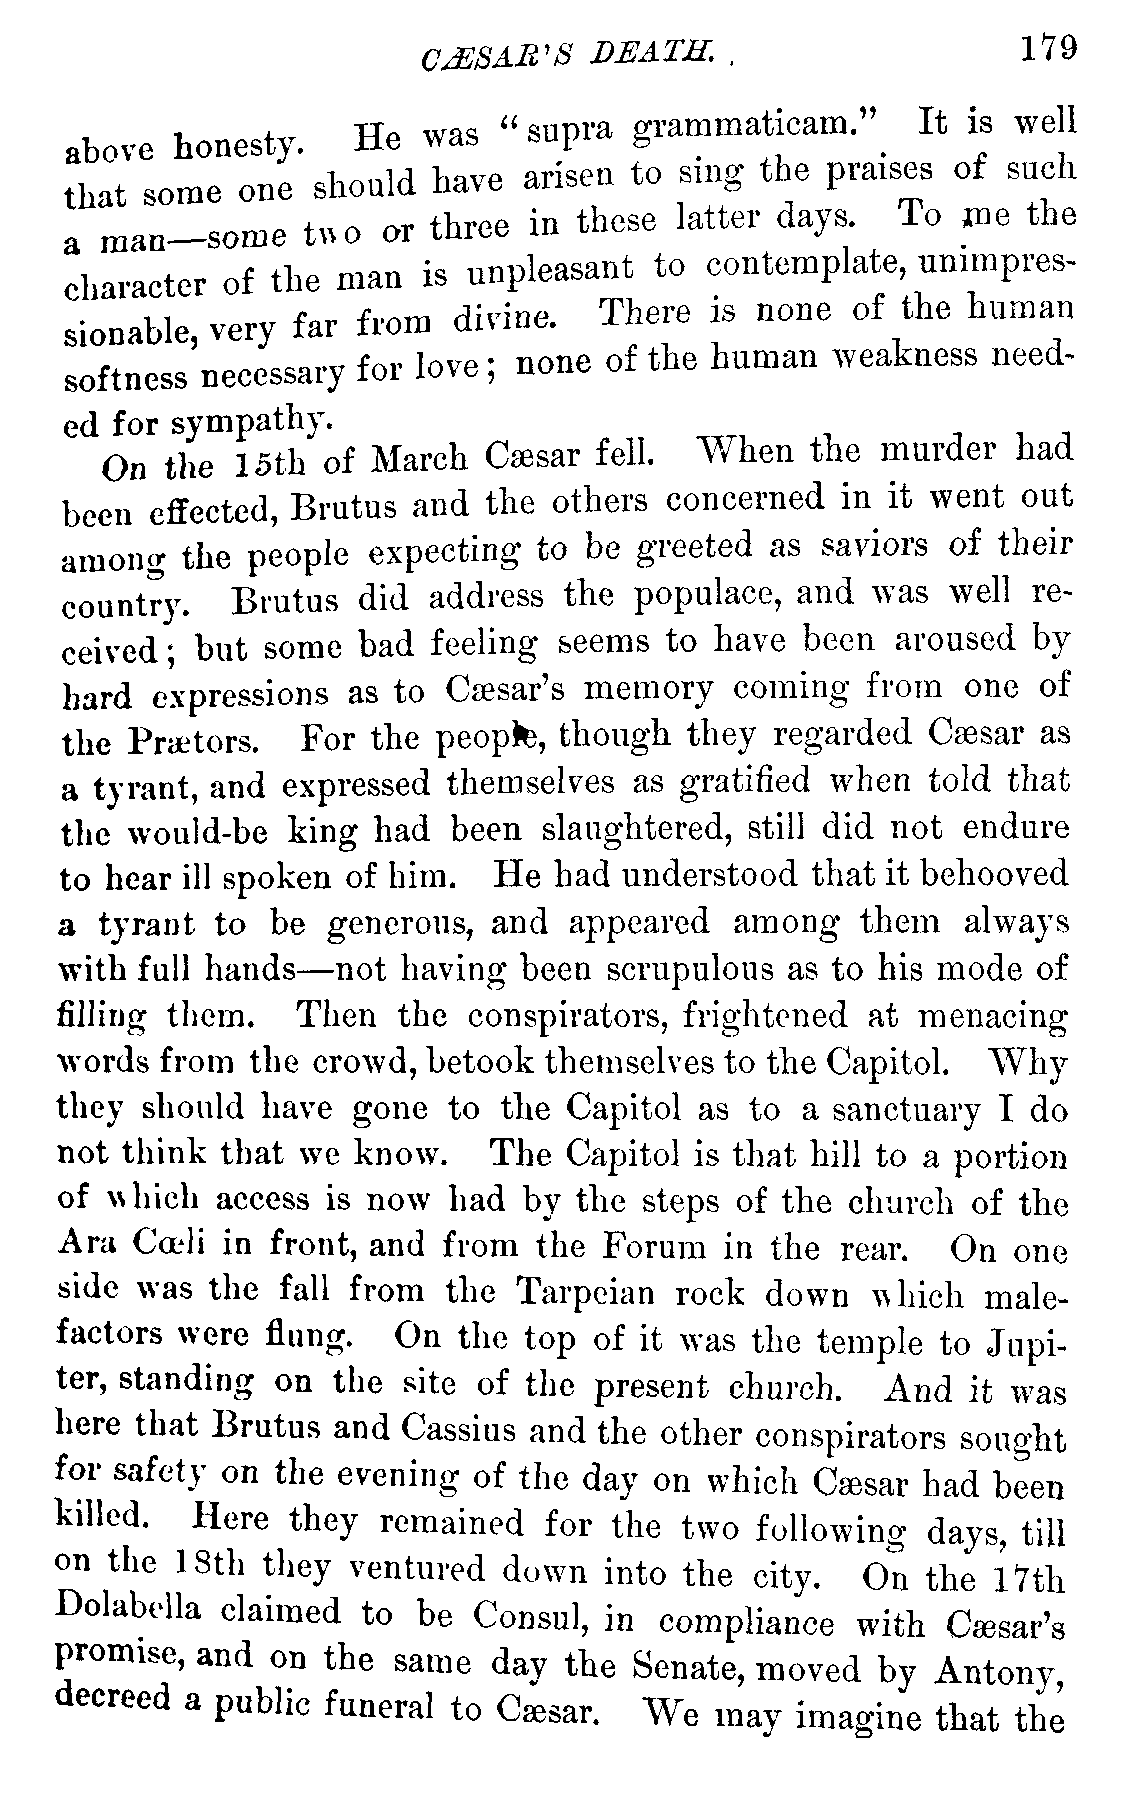 CÆSAR'S DEATH. 179
above honesty. He was "supra grammaticam." It is well
that some one should have arisen to sing the praises of such
a man—some two or three in these latter days. To me the
character of the man is unpleasant to contemplate, unimpres-
sionable, very far from divine. There is none of the human
softness necessary for love; none of the human weakness need-
ed for sympathy.
On the 15th of March Cæsar fell. When the murder had
been effected, Brutus and the others concerned in it went out
among the people expecting to be greeted as saviors of their
country. Brutus did address the populace, and was well re-
ceived; but some bad feeling seems to have been aroused by
hard expressions as to Cæsar's memory coming from one of
the Prætors. For the people, though they regarded Cæsar as
a tyrant, and expressed themselves as gratified when told that
the would-be king had been slaughtered, still did not endure
to hear ill spoken of him. He had understood that it behooved
a tyrant to be generous, and appeared among them always
with full hands—not having been scrupulous as to his mode of
filling them. Then the conspirators, frightened at menacing
words from the crowd, betook themselves to the Capitol. Why
they should have gone to the Capitol as to a sanctuary I do
not think that we know. The Capitol is that hill to a portion
of which access is now had by the steps of the church of the
Ara Cœli in front, and from the Forum in the rear. On one
side was the fall from the Tarpeian rock down which male-
factors were flung. On the top of it was the temple to Jupi-
ter, standing on the site of the present church. And it was
here that Brutus and Cassius and the other conspirators sought
for safety on the evening of the day on which Cæsar had been
killed. Here they remained for the two following days, till
on the 18th they ventured down into the city. On the 17th
Dolabella claimed to be Consul, in compliance with Cæsar's
promise, and on the same day the Senate, moved by Antony,
decreed a public funeral to Cæsar. We may imagine that the